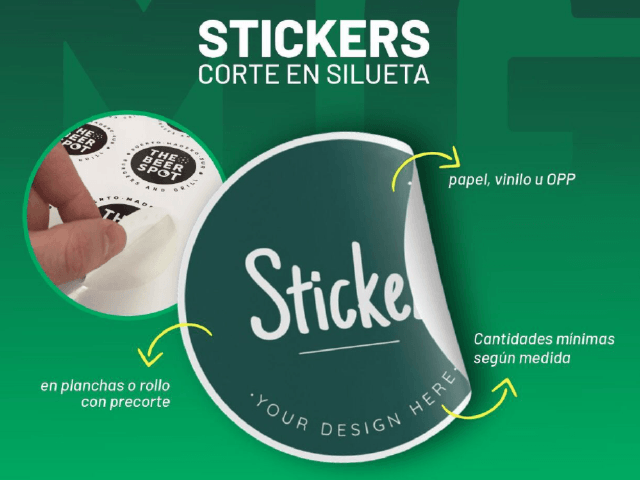 STICKERS
CORTE EN SILUETA
papel, vinilo u OPP
THE
BEER
SPOT
Sticke
Cantidades mínimas
según medida
en planchas o rollo
con precorte
·YOUR DESIGN HERE·